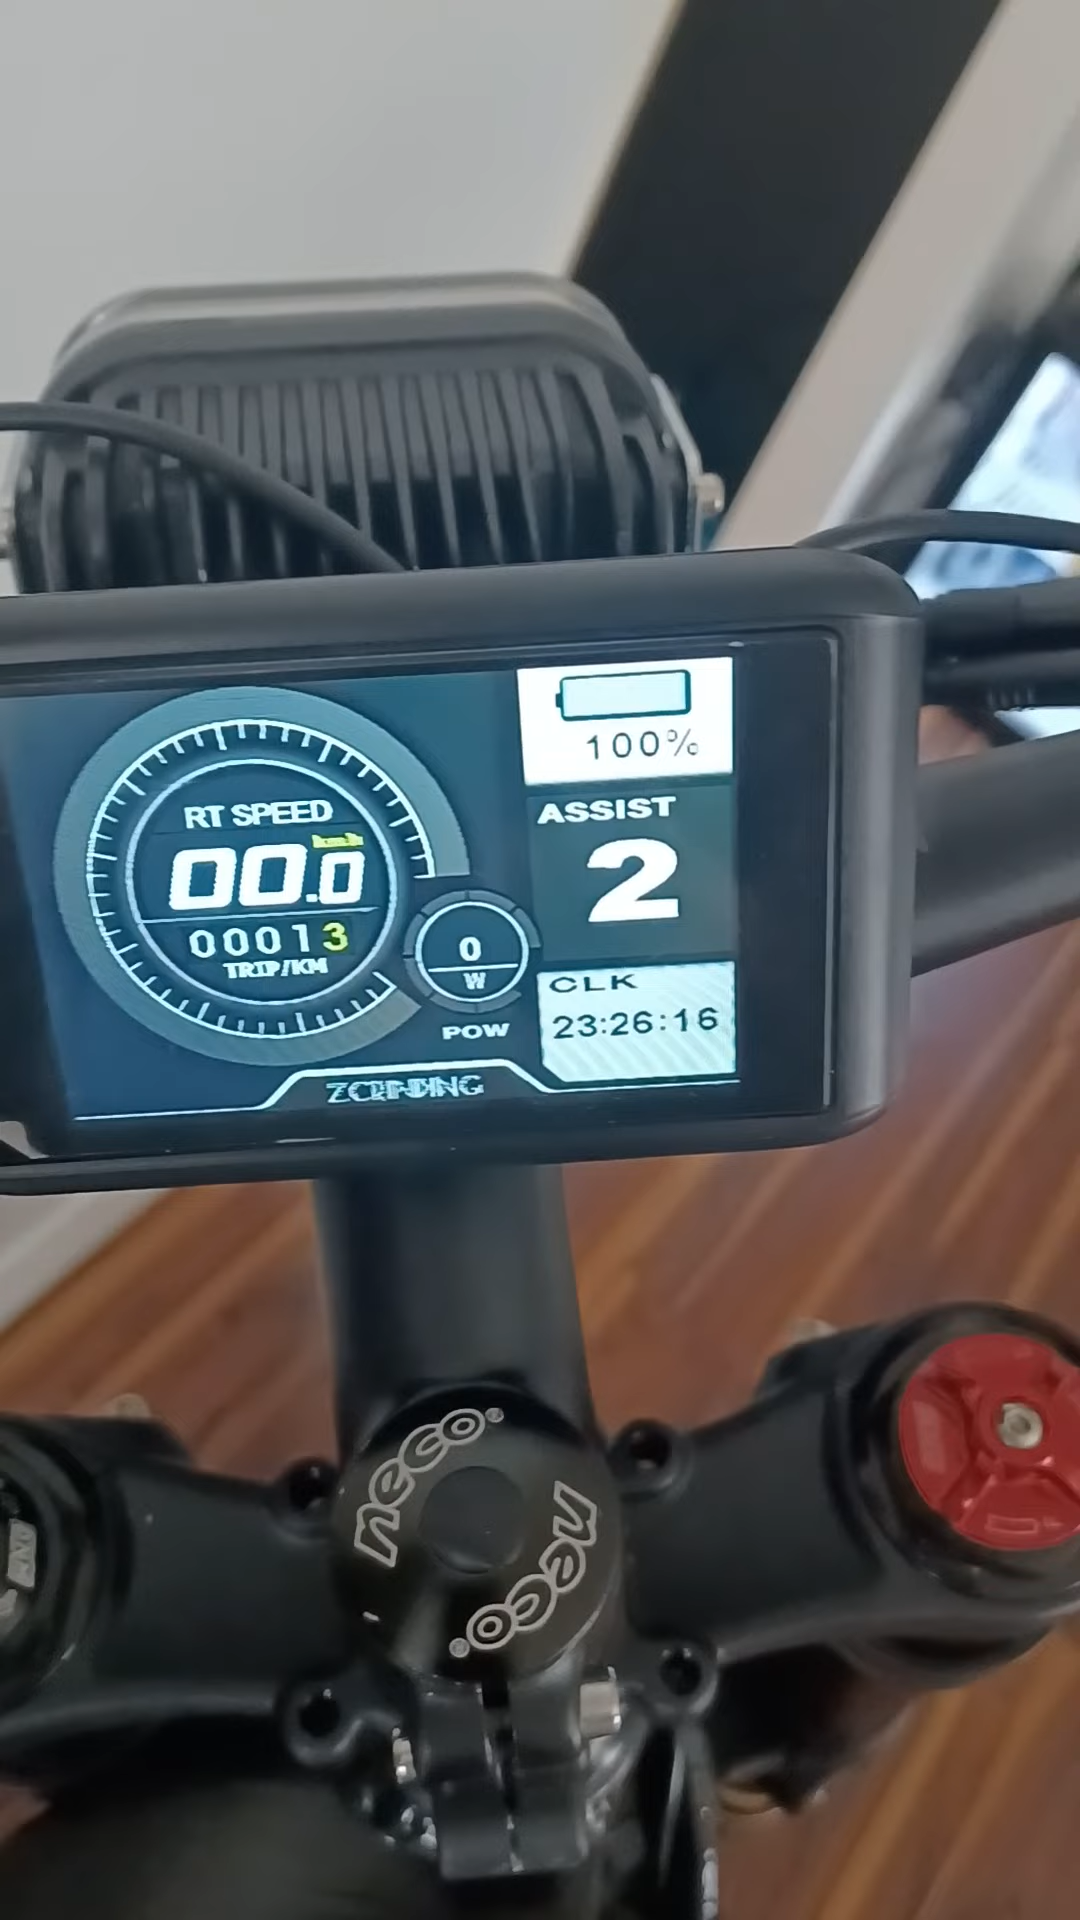 RT SPEED
km/h
00.0
00013
TRIP/KM
0
W
POW
100%
ASSIST
2
CLK
23:26:16
neco®
neco®